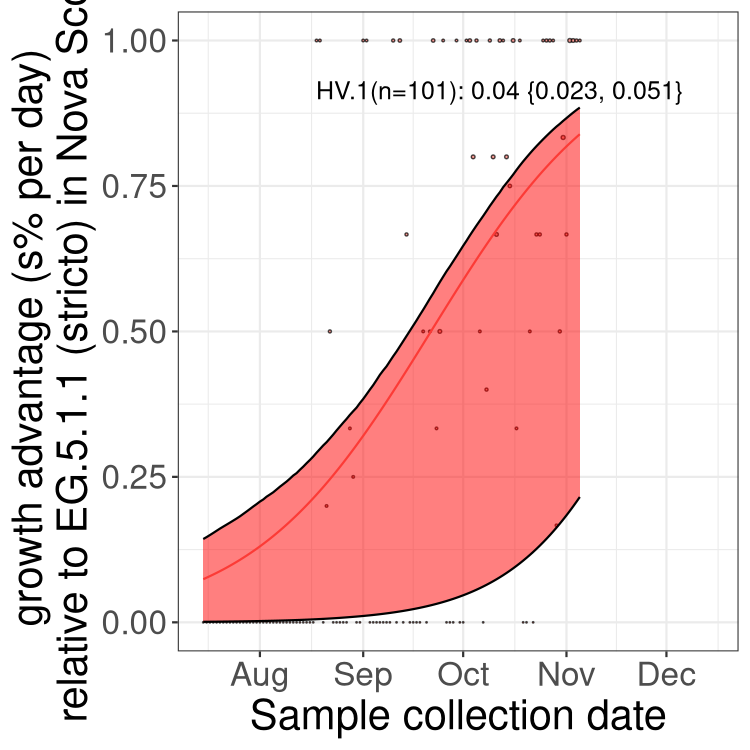 growth advantage (s% per day)
relative to EG.5.1.1 (stricto) in Nova
1.00
0.75
0.50
0.25
0.00
HV.1(n=101): 0.04 {0.023, 0.051}
Aug Sep Oct Nov Dec
Sample collection date